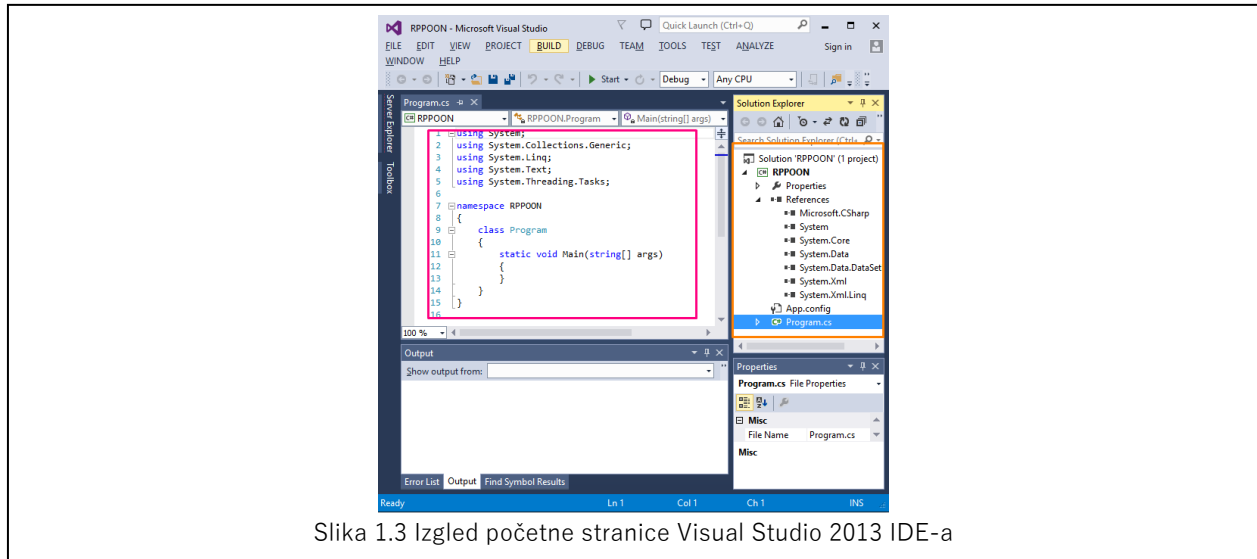 RPPOON - Microsoft Visual Studio
Quick Launch (Ctrl+Q)
FILE EDIT VIEW PROJECT BUILD DEBUG TEAM TOOLS TEST ANALYZE Sign in
WINDOW HELP
Start Debug Any CPU
Server Explorer
Toolbox
Program.cs
RPPOON RPPOON.Program Main(string[] args)
1 using System;
2 using System.Collections.Generic;
3 using System.Linq;
4 using System.Text;
5 using System.Threading.Tasks;
6
7 namespace RPPOON
8 {
9 class Program
10 {
11 static void Main(string[] args)
12 {
13 }
14 }
15 }
16
100 %
Output
Show output from:
Error List Output Find Symbol Results
Solution Explorer
Search Solution Explorer
Solution 'RPPOON' (1 project)
RPPOON
Properties
References
Microsoft.CSharp
System
System.Core
System.Data
System.Data.DataSet
System.Xml
System.Xml.Linq
App.config
Program.cs
Properties
Program.cs File Properties
Misc
File Name Program.cs
Misc
Ready Ln 1 Col 1 Ch 1 INS
Slika 1.3 Izgled početne stranice Visual Studio 2013 IDE-a